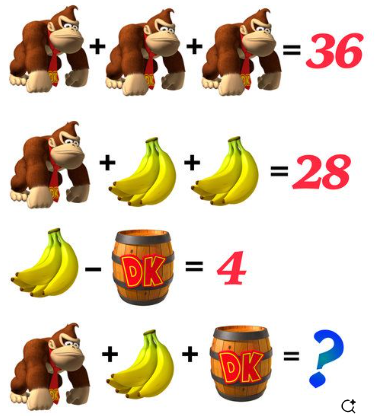 + + = 36
+ + = 28
- DK = 4
+ + DK = ?